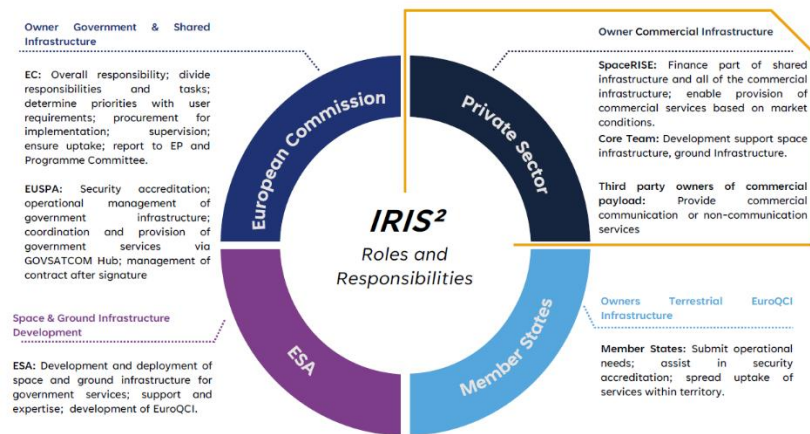 Owner Government & Shared
Infrastructure
EC: Overall responsibility; divide
responsibilities and tasks;
determine priorities with user
requirements; procurement for
implementation; supervision;
ensure uptake; report to EP and
Programme Committee.
EUSPA: Security accreditation;
operational management of
government infrastructure;
coordination and provision of
government services via
GOVSATCOM Hub; management of
contract after signature
Space & Ground Infrastructure
Development
ESA: Development and deployment of
space and ground infrastructure for
government services; support and
expertise; development of EuroQCI.
European Commission
Private Sector
IRIS²
Roles and
Responsibilities
ESA
Member States
Owner Commercial Infrastructure
SpaceRISE: Finance part of shared
infrastructure and all of the commercial
infrastructure; enable provision of
commercial services based on market
conditions.
Core Team: Development support space
infrastructure, ground Infrastructure.
Third party owners of commercial
payload: Provide commercial
communication or non-communication
services
Owners Terrestrial EuroQCI
Infrastructure
Member States: Submit operational
needs; assist in security
accreditation; spread uptake of
services within territory.